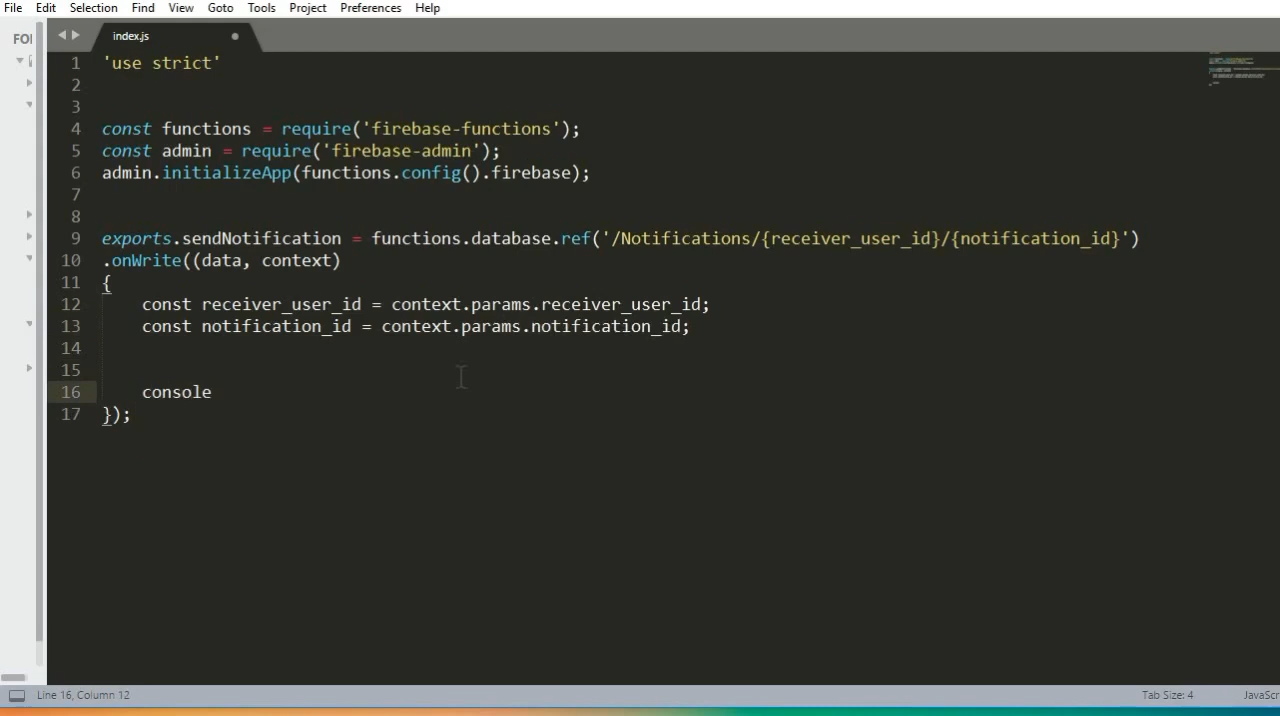 File Edit Selection Find View Goto Tools Project Preferences Help
FOl
index.js
1 'use strict'
2
3
4 const functions = require('firebase-functions');
5 const admin = require('firebase-admin');
6 admin.initializeApp(functions.config().firebase);
7
8
9 exports.sendNotification = functions.database.ref('/Notifications/{receiver_user_id}/{notification_id}')
10 .onWrite((data, context)
11 {
12 const receiver_user_id = context.params.receiver_user_id;
13 const notification_id = context.params.notification_id;
14
15
16 console
17 });
Line 16, Column 12 Tab Size: 4 JavaScr